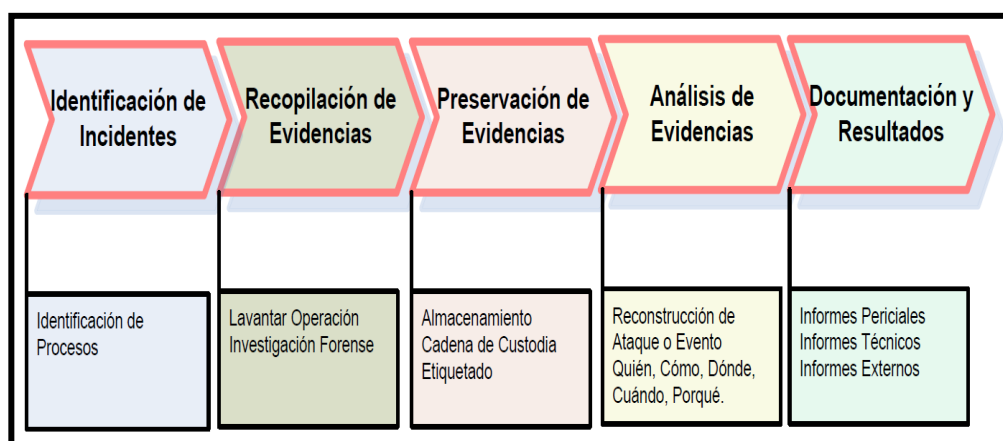 Identificación de
Incidentes
Recopilación de
Evidencias
Preservación de
Evidencias
Análisis de
Evidencias
Documentación y
Resultados
Identificación de
Procesos
Lavantar Operación
Investigación Forense
Almacenamiento
Cadena de Custodia
Etiquetado
Reconstrucción de
Ataque o Evento
Quién, Cómo, Dónde,
Cuándo, Porqué.
Informes Periciales
Informes Técnicos
Informes Externos